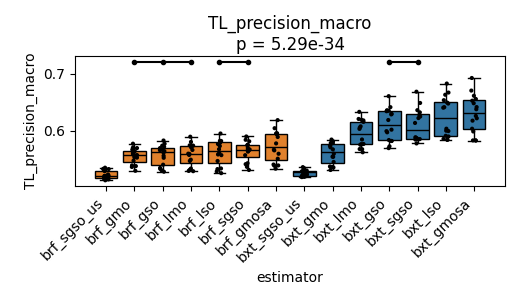 TL_precision_macro
p = 5.29e-34
TL_precision_macro
0.7
0.6
brf_sgso_us
brf_gmo
brf_gso
brf_lmo
brf_lso
brf_sgso
brf_gmosa
bxt_sgso_us
bxt_gmo
bxt_lmo
bxt_gso
bxt_sgso
bxt_lso
bxt_gmosa
estimator